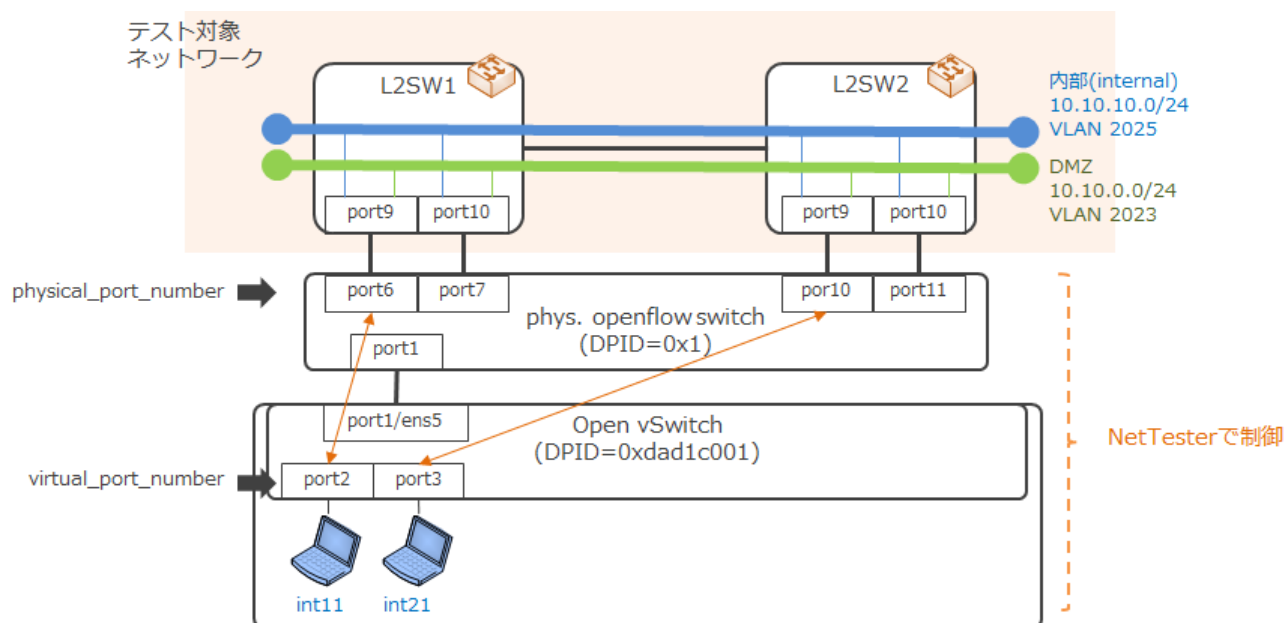 テスト対象
ネットワーク
L2SW1
L2SW2
内部(internal)
10.10.10.0/24
VLAN 2025
DMZ
10.10.0.0/24
VLAN 2023
port9
port10
port9
port10
physical_port_number
port6
port7
por10
port11
phys. openflow switch
(DPID=0x1)
port1
port1/ens5
Open vSwitch
(DPID=0xdad1c001)
NetTesterで制御
virtual_port_number
port2
port3
int11
int21